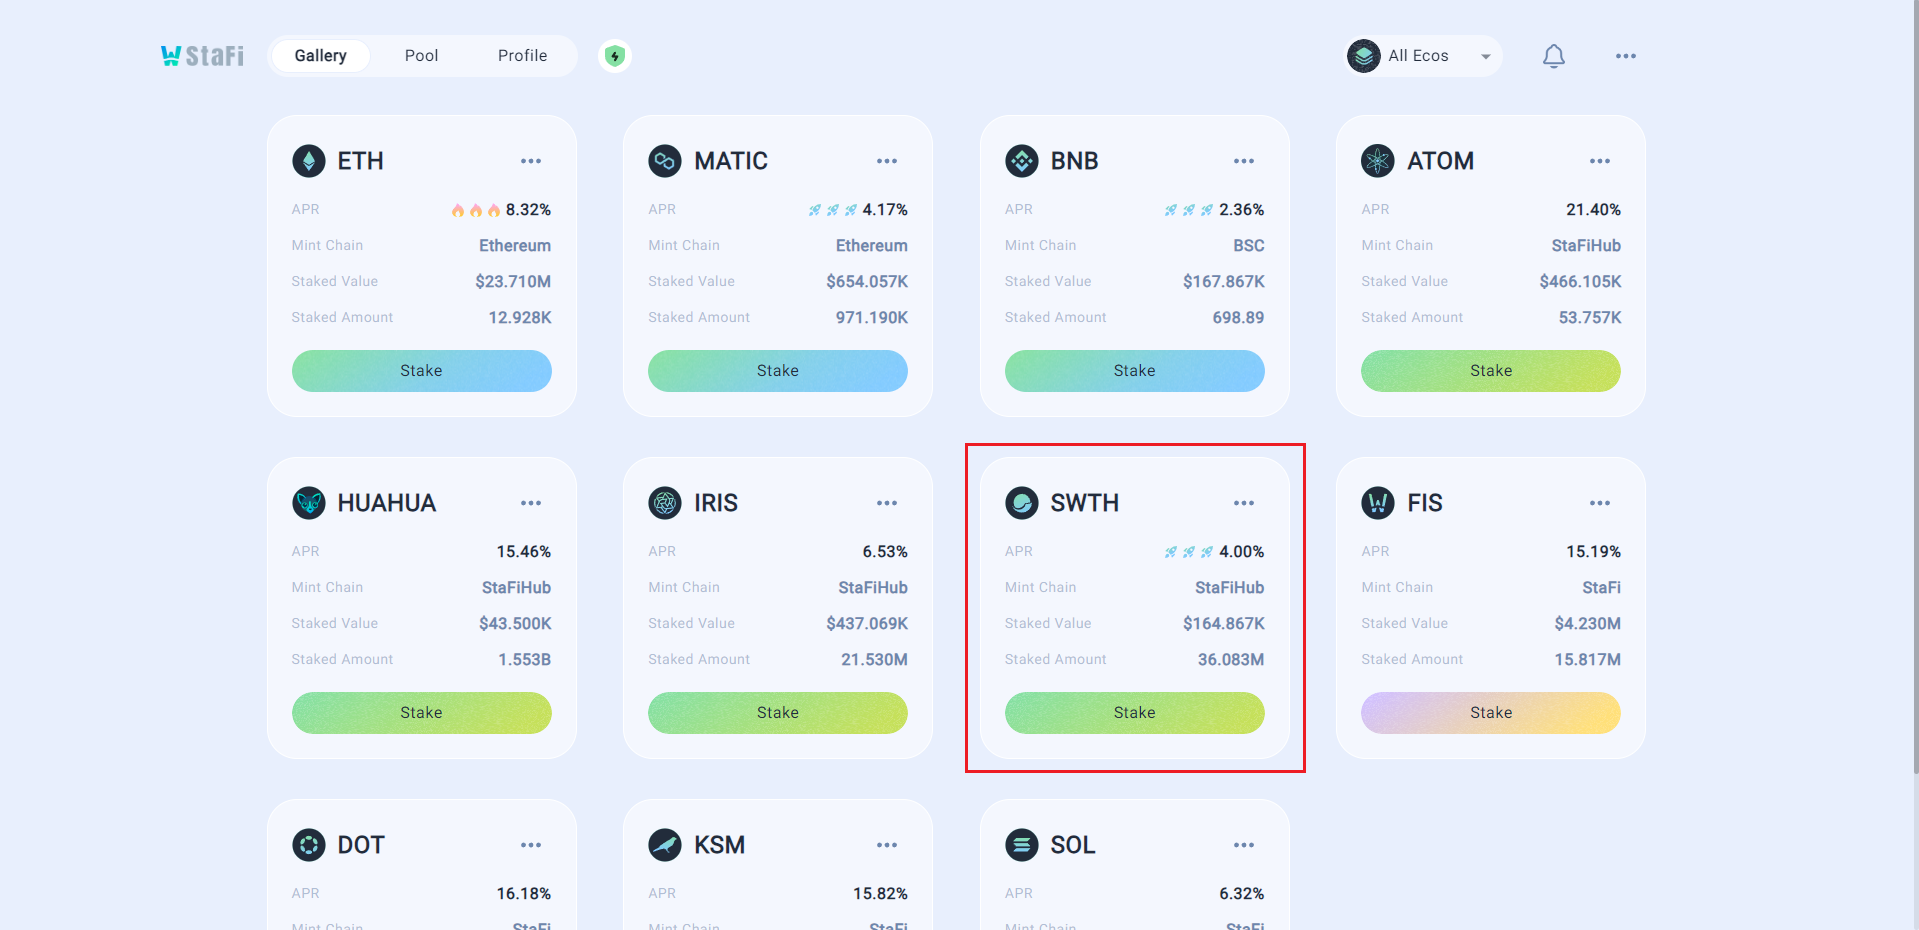 StaFi Gallery Pool Profile All Ecos
ETH MATIC BNB ATOM
APR 8.32% APR 4.17% APR 2.36% APR 21.40%
Mint Chain Ethereum Mint Chain Ethereum Mint Chain BSC Mint Chain StaFiHub
Staked Value $23.710M Staked Value $654.057K Staked Value $167.867K Staked Value $466.105K
Staked Amount 12.928K Staked Amount 971.190K Staked Amount 698.89 Staked Amount 53.757K
Stake Stake Stake Stake
HUAHUA IRIS SWTH FIS
APR 15.46% APR 6.53% APR 4.00% APR 15.19%
Mint Chain StaFiHub Mint Chain StaFiHub Mint Chain StaFiHub Mint Chain StaFi
Staked Value $43.500K Staked Value $437.069K Staked Value $164.867K Staked Value $4.230M
Staked Amount 1.553B Staked Amount 21.530M Staked Amount 36.083M Staked Amount 15.817M
Stake Stake Stake Stake
DOT KSM SOL
APR 16.18% APR 15.82% APR 6.32%
Mint Chain StaFi Mint Chain StaFi Mint Chain StaFi